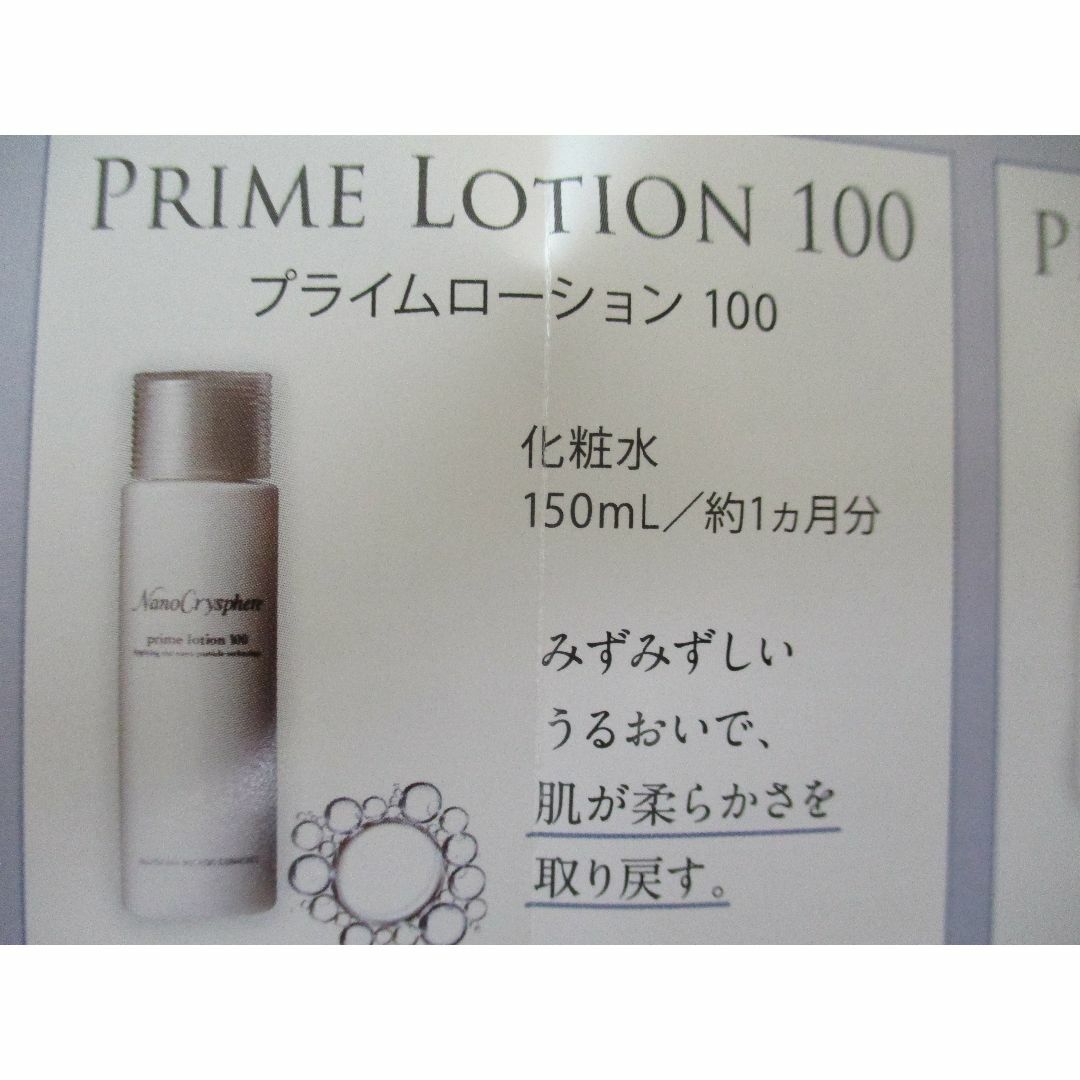 PRIME LOTION 100
P
プライムローション 100
化粧水
150mL／約1ヵ月分
NanoCrysphere
prime lotion 100
みずみずしい
うるおいで、
肌が柔らかさを
取り戻す。